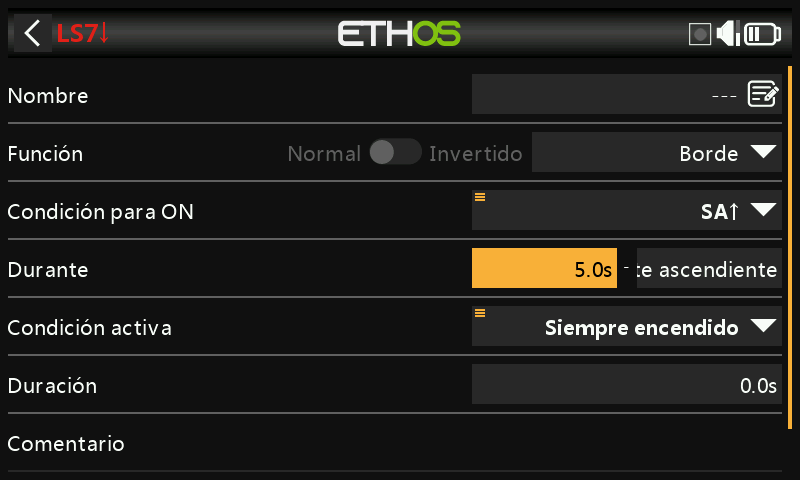 LS7↓ ETHOS
Nombre ---
Función Normal Invertido Borde
Condición para ON SA↑
Durante 5.0s - te ascendiente
Condición activa Siempre encendido
Duración 0.0s
Comentario